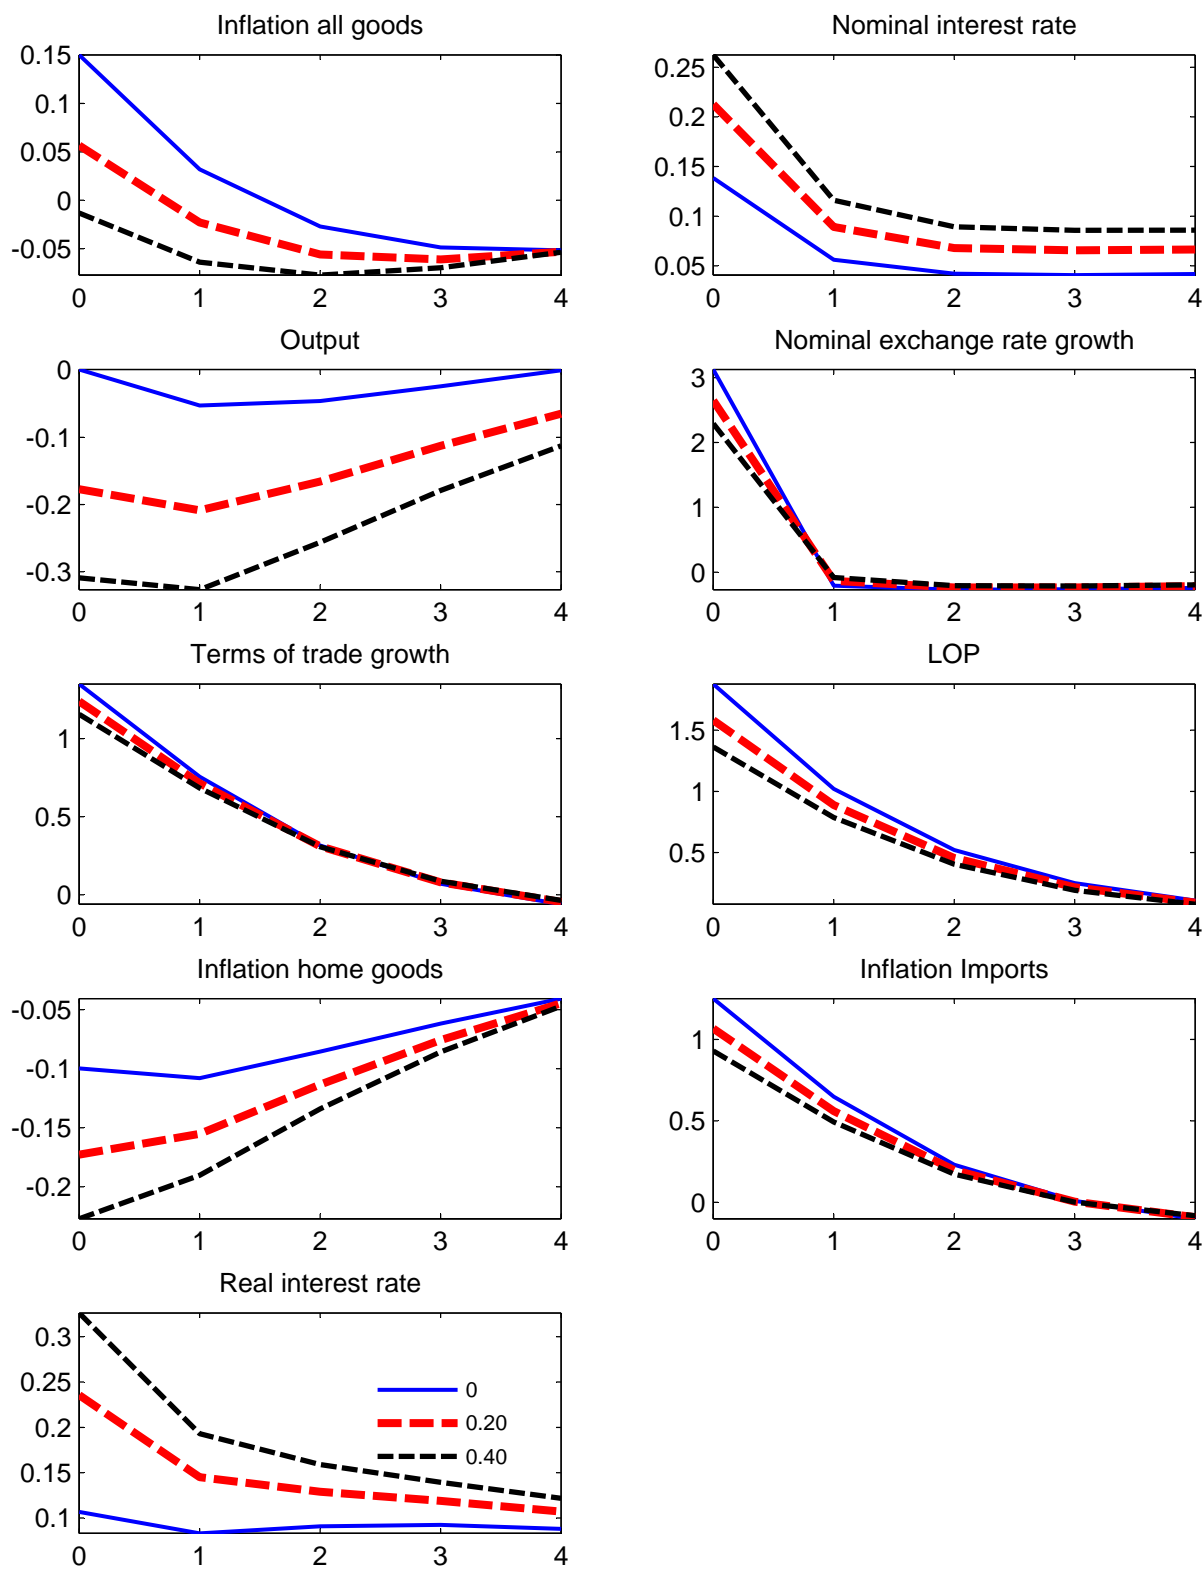 Inflation all goods
0.15
0.1
0.05
0
-0.05
0 1 2 3 4
Nominal interest rate
0.25
0.2
0.15
0.1
0.05
0 1 2 3 4
Output
0
-0.1
-0.2
-0.3
0 1 2 3 4
Nominal exchange rate growth
3
2
1
0
0 1 2 3 4
Terms of trade growth
1
0.5
0
0 1 2 3 4
LOP
1.5
1
0.5
0 1 2 3 4
Inflation home goods
-0.05
-0.1
-0.15
-0.2
0 1 2 3 4
Inflation Imports
1
0.5
0
0 1 2 3 4
Real interest rate
0.3
0.25
0.2
0.15
0.1
0 1 2 3 4
0
0.20
0.40